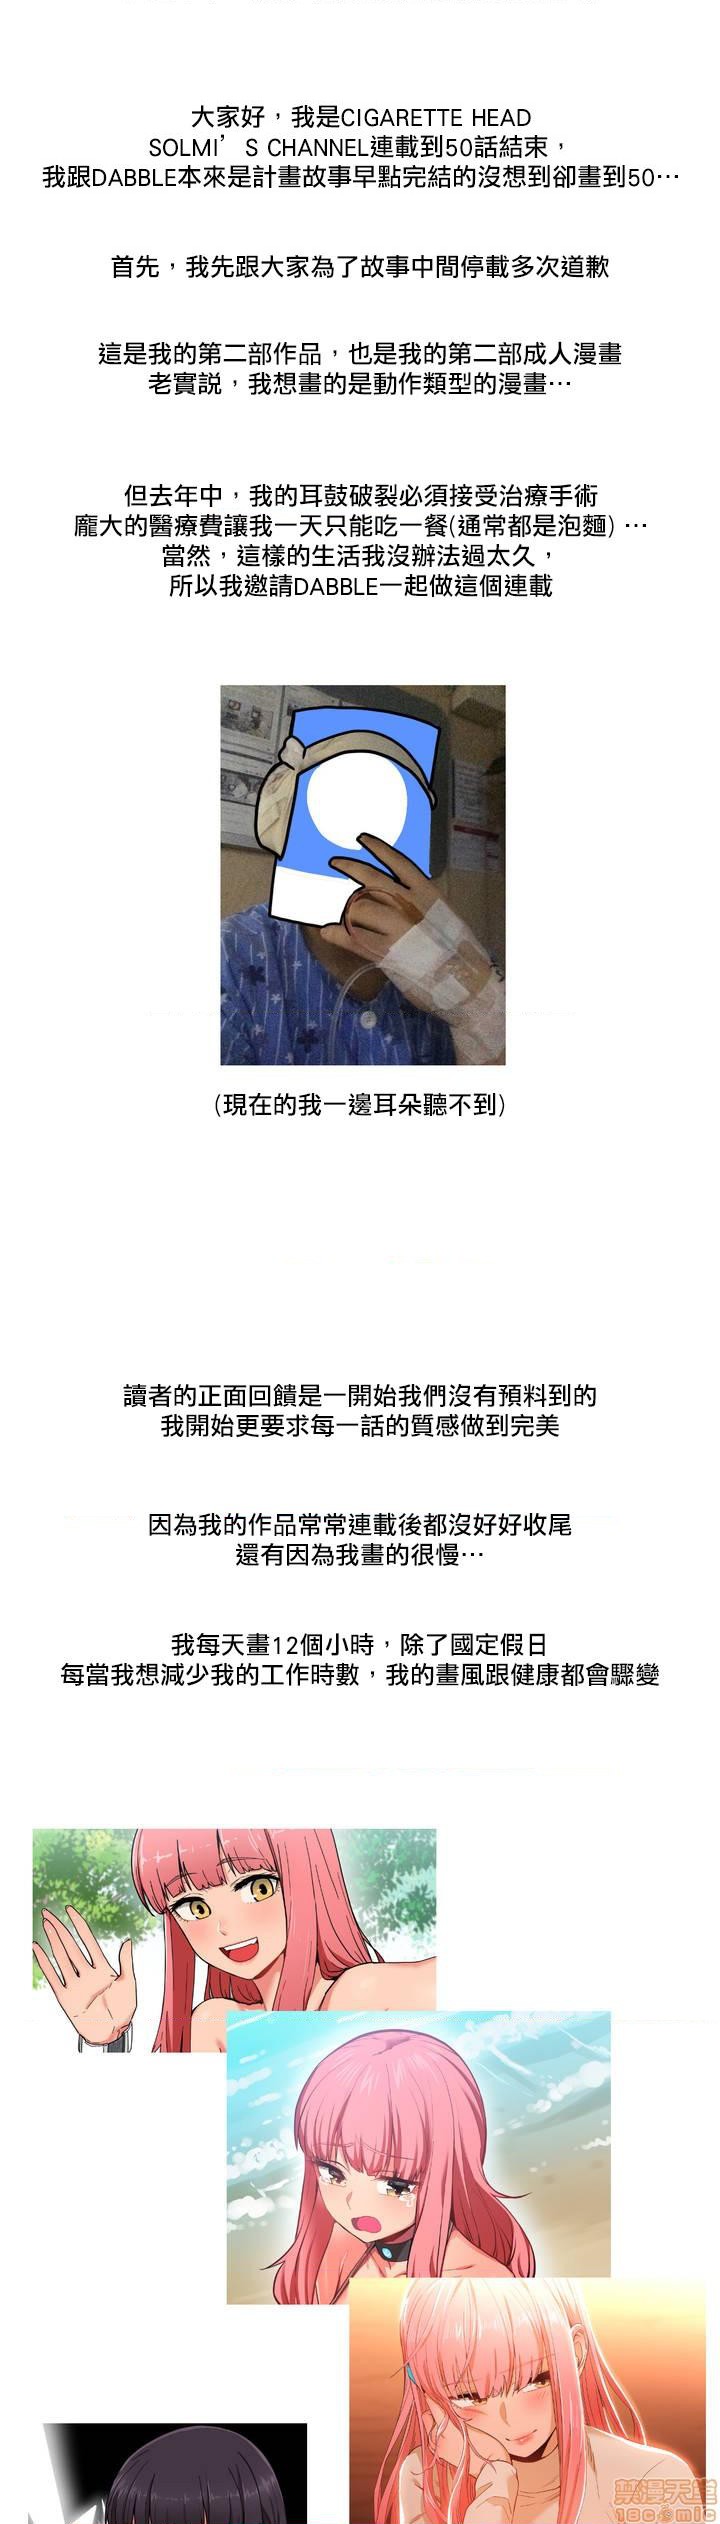 大家好，我是CIGARETTE HEAD
SOLMI’S CHANNEL連載到50話結束，
我跟DABBLE本來是計畫故事早點完結的沒想到卻畫到50…
首先，我先跟大家為了故事中間停載多次道歉
這是我的第二部作品，也是我的第二部成人漫畫
老實説，我想畫的是動作類型的漫畫…
但去年中，我的耳鼓破裂必須接受治療手術
龐大的醫療費讓我一天只能吃一餐(通常都是泡麵) …
當然，這樣的生活我沒辦法過太久，
所以我邀請DABBLE一起做這個連載
(現在的我一邊耳朵聽不到)
讀者的正面回饋是一開始我們沒有預料到的
我開始更要求每一話的質感做到完美
因為我的作品常常連載後都沒好好收尾
還有因為我畫的很慢…
我每天畫12個小時，除了國定假日
每當我想減少我的工作時數，我的畫風跟健康都會驟變
禁漫天堂
18comic